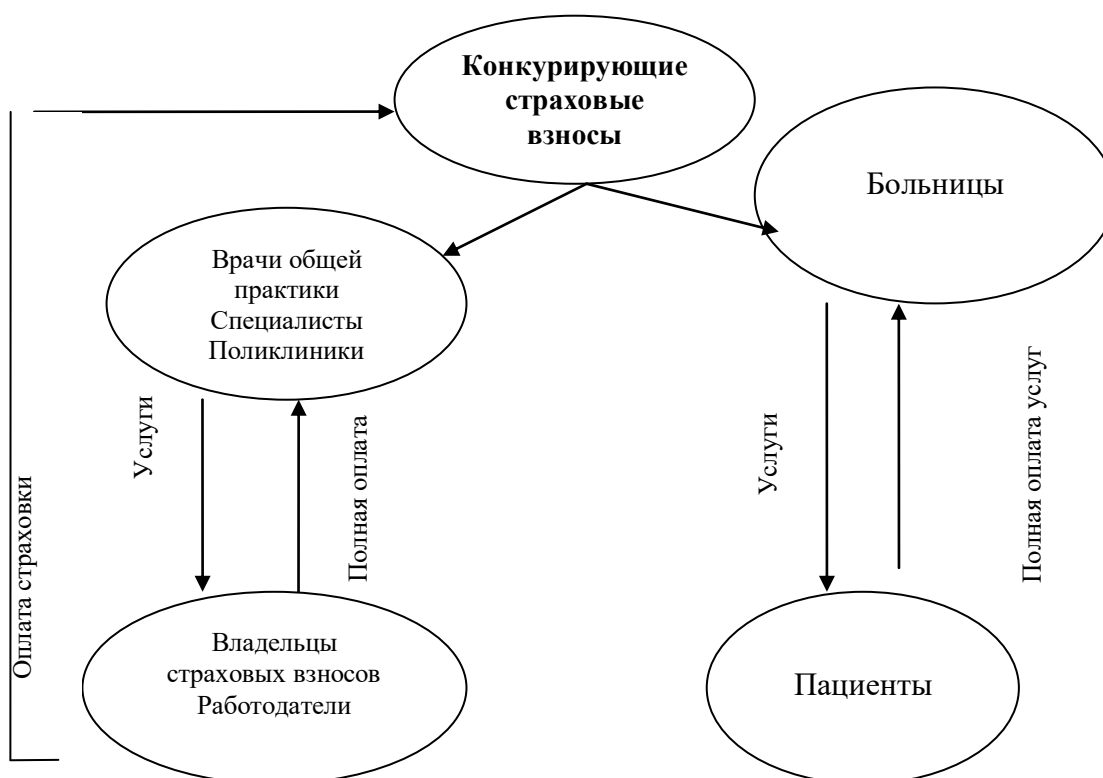 Конкурирующие
страховые
взносы
Больницы
Врачи общей
практики
Специалисты
Поликлиники
Услуги
Полная оплата
Услуги
Полная оплата услуг
Оплата страховки
Владельцы
страховых взносов
Работодатели
Пациенты